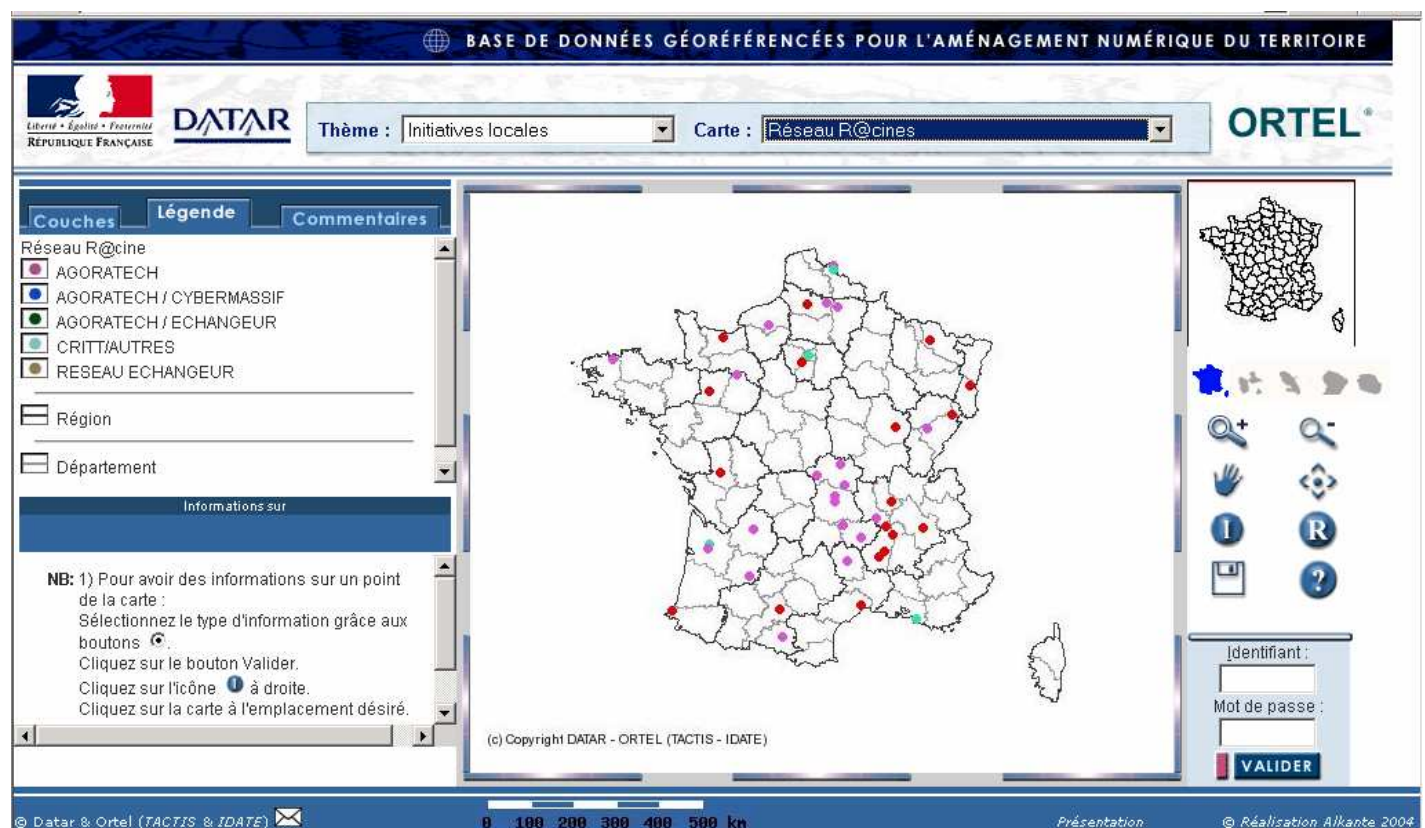 BASE DE DONNÉES GÉORÉFÉRENCÉES POUR L'AMÉNAGEMENT NUMÉRIQUE DU TERRITOIRE
Liberté • Égalité • Fraternité
RÉPUBLIQUE FRANÇAISE
DATAR
Thème : Initiatives locales
Carte : Réseau R@cines
ORTEL
Couches Légende Commentaires
Réseau R@cine
AGORATECH
AGORATECH / CYBERMASSIF
AGORATECH / ECHANGEUR
CRITT/AUTRES
RESEAU ECHANGEUR
Région
Département
Informations sur
NB: 1) Pour avoir des informations sur un point
de la carte :
Sélectionnez le type d'information grâce aux
boutons .
Cliquez sur le bouton Valider.
Cliquez sur l'icône I à droite.
Cliquez sur la carte à l'emplacement désiré.
(c) Copyright DATAR - ORTEL (TACTIS - IDATE)
+ -
I R
?
Identifiant :
Mot de passe :
VALIDER
© Datar & Ortel (TACTIS & IDATE)
0 100 200 300 400 500 km
Présentation
© Réalisation Alkante 2004